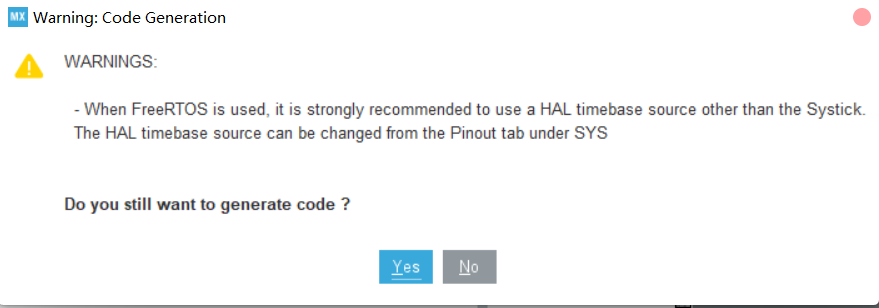 MX Warning: Code Generation
WARNINGS:
- When FreeRTOS is used, it is strongly recommended to use a HAL timebase source other than the Systick.
The HAL timebase source can be changed from the Pinout tab under SYS
Do you still want to generate code ?
Yes No